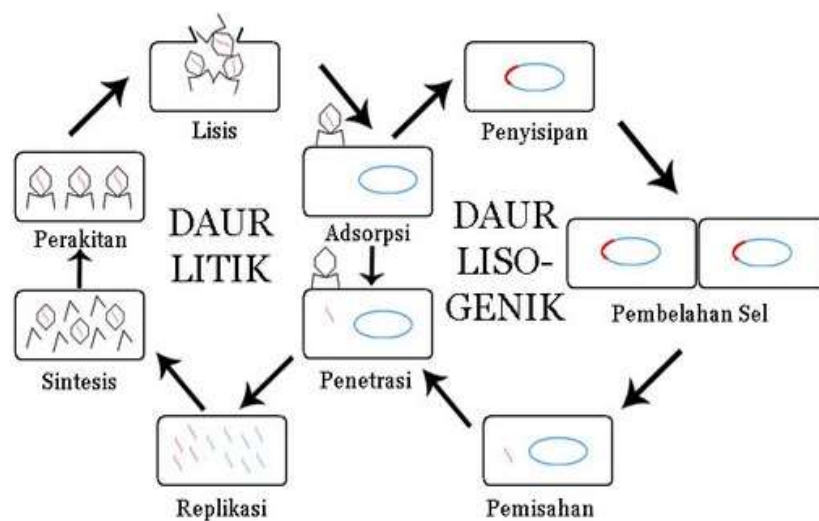 Lisis
Penyisipan
Perakitan
DAUR
LITIK
Adsorpsi
DAUR
LISO-
GENIK
Pembelahan Sel
Sintesis
Penetrasi
Replikasi
Pemisahan